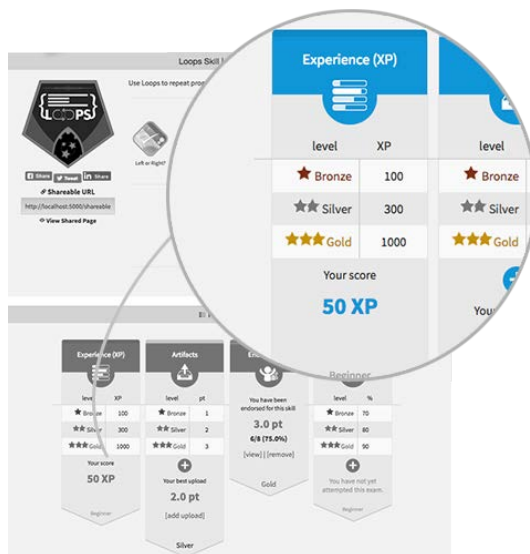 Loops Skill
Use Loops to repeat
{LOOPS}
Left or Right?
Share Tweet Share
Shareable URL
http://localhost:5000/shareable
View Shared Page
Experience (XP)
level XP
Bronze 100
Silver 300
Gold 1000
Your score
50 XP
level
Bronze
Silver
Gold
Experience (XP)
level XP
Bronze 100
Silver 300
Gold 1000
Your score
50 XP
Beginner
Artifacts
level pt
Bronze 1
Silver 2
Gold 3
Your best upload
2.0 pt
[add upload]
Silver
You have been
endorsed for this skill
3.0 pt
6/8 (75.0%)
[view] | [remove]
Gold
Beginner
level %
Bronze 70
Silver 80
Gold 90
You have not yet
attempted this exam.
Beginner